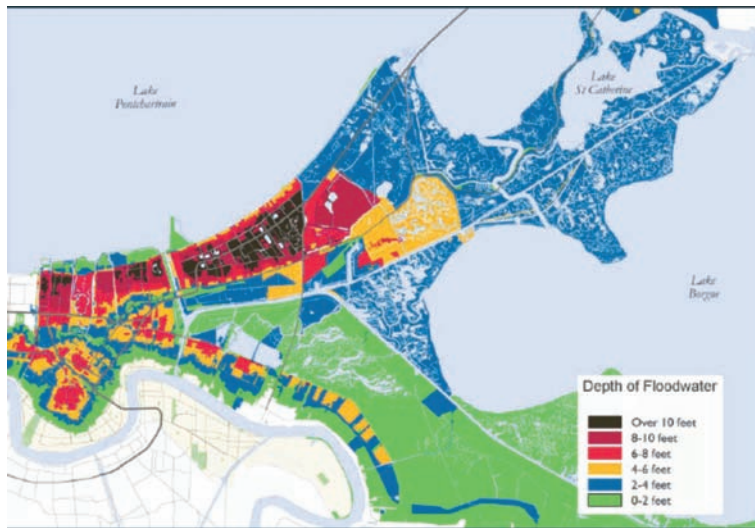 Lake
Pontchartrain
Lake
St Catherine
Lake
Borgne
Depth of Floodwater
Over 10 feet
8-10 feet
6-8 feet
4-6 feet
2-4 feet
0-2 feet